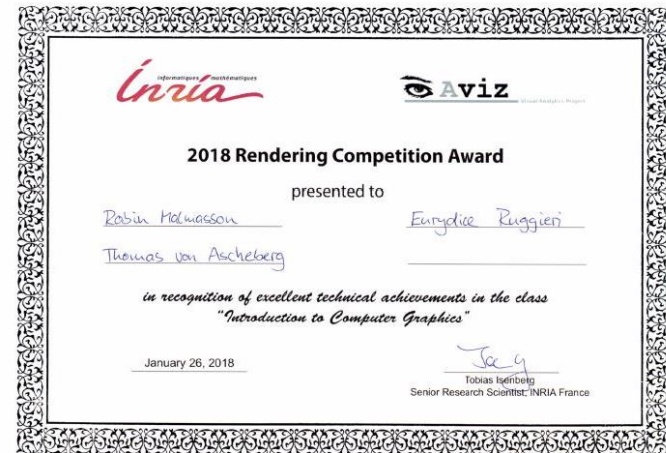 informatiques mathématiques
Inria
Aviz
Visual Analytics Project
2018 Rendering Competition Award
presented to
Robin Malmasson
Eurydice Ruggieri
Thomas von Ascheberg
in recognition of excellent technical achievements in the class
"Introduction to Computer Graphics"
January 26, 2018
Tobias Isenberg
Senior Research Scientist, INRIA France